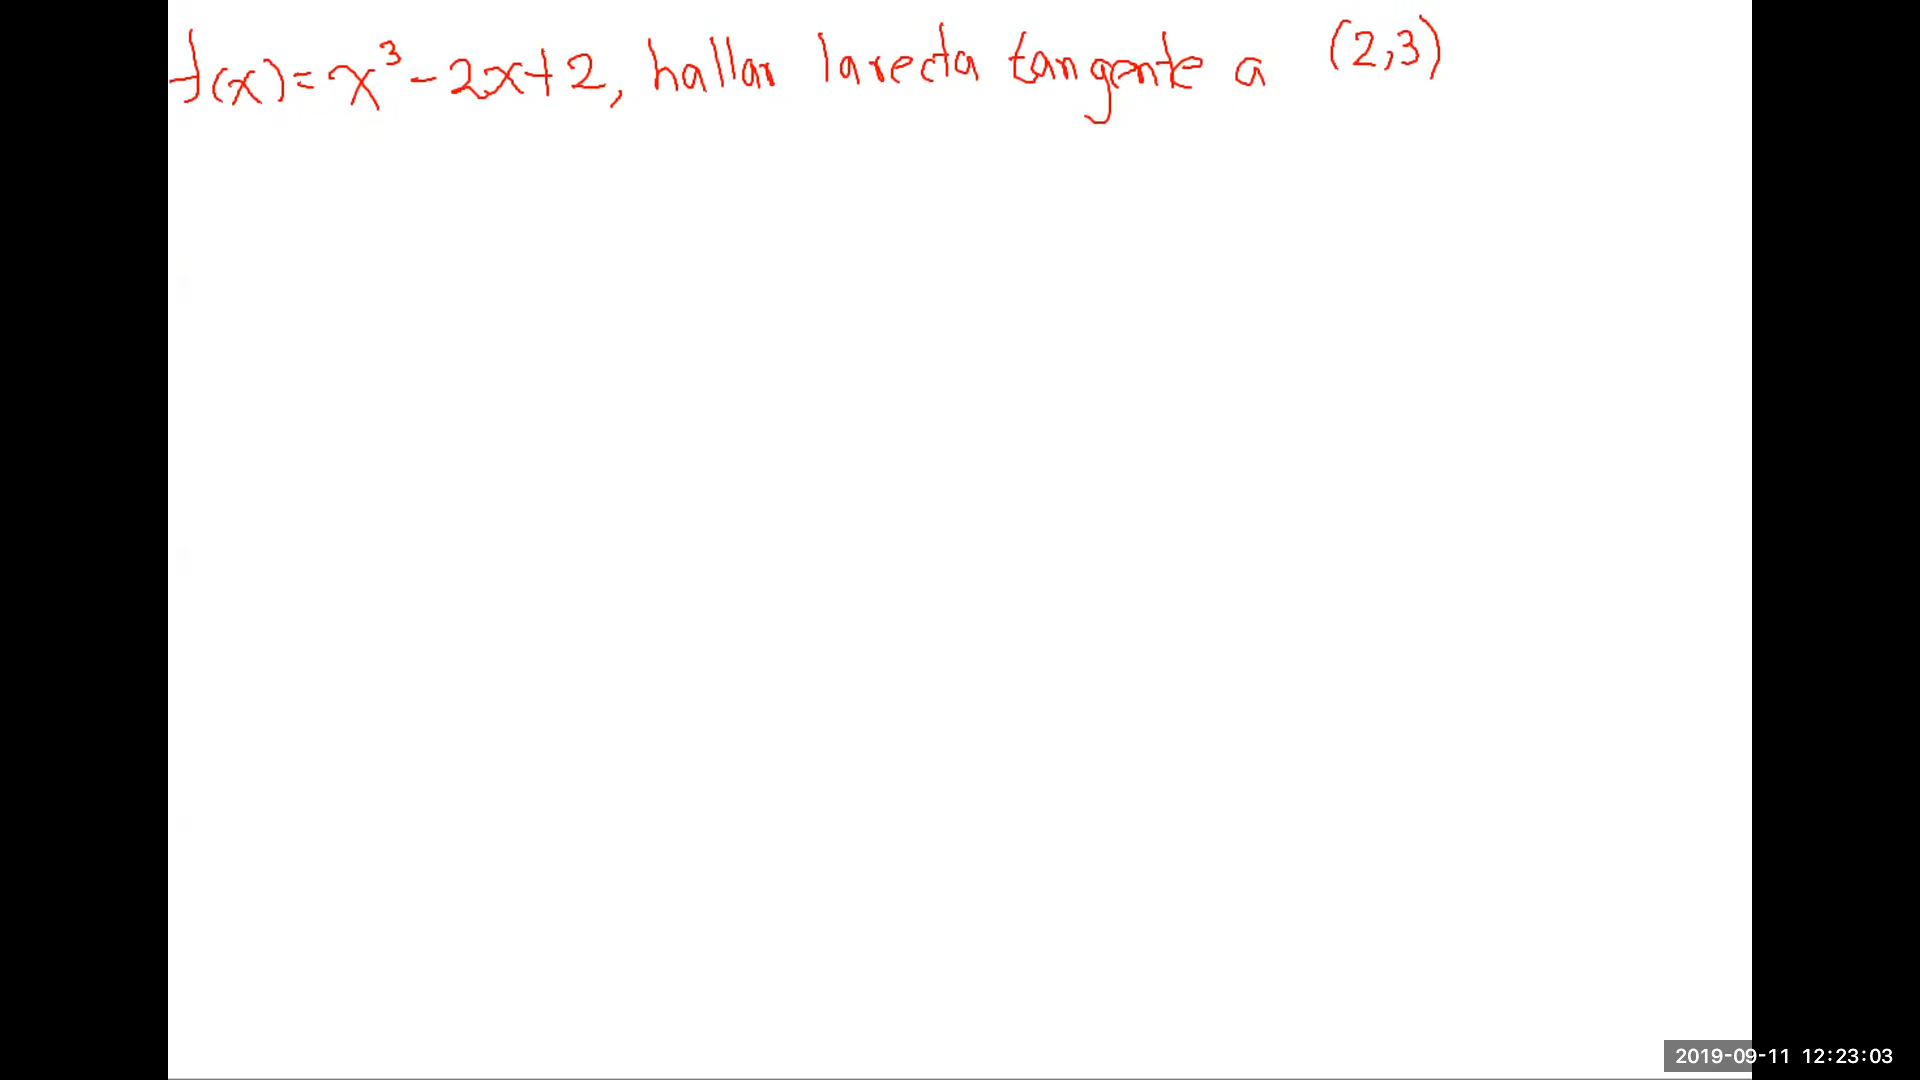 f(x)=x³-2x+2, hallar la recta tangente a (2,3)
2019-09-11 12:23:03